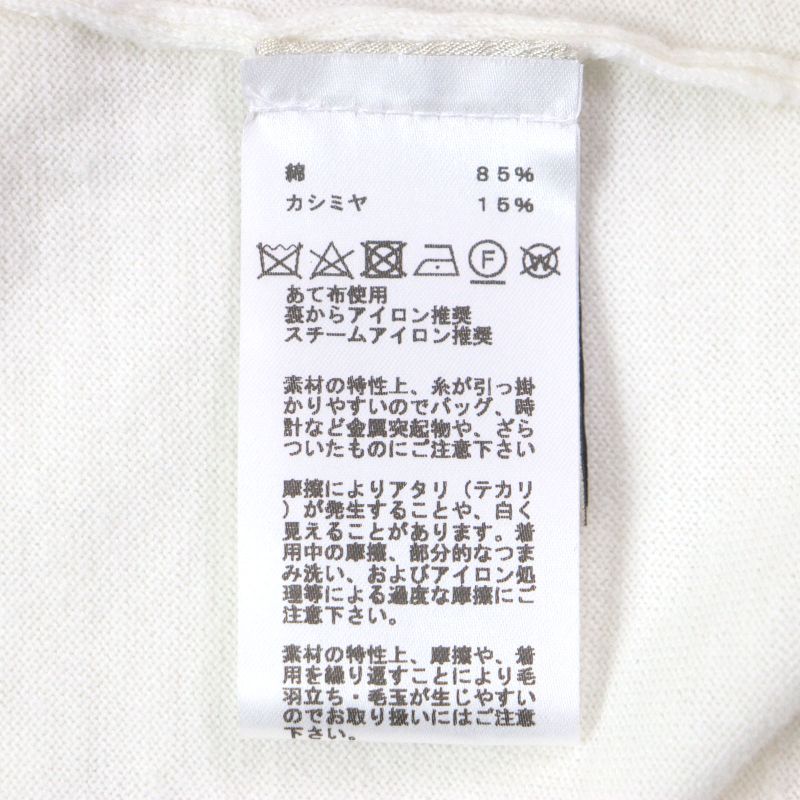 綿 85%
カシミヤ 15%
F W
あて布使用
裏からアイロン推奨
スチームアイロン推奨
素材の特性上、糸が引っ掛
かりやすいのでバッグ、時
計など金属突起物や、ざら
ついたものにご注意下さい
摩擦によりアタリ（テカリ
）が発生することや、白く
見えることがあります。着
用中の摩擦、部分的なつま
み洗い、およびアイロン処
理等による過度な摩擦にご
注意下さい。
素材の特性上、摩擦や、着
用を繰り返すことにより毛
羽立ち・毛玉が生じやすい
のでお取り扱いにはご注意
下さい。